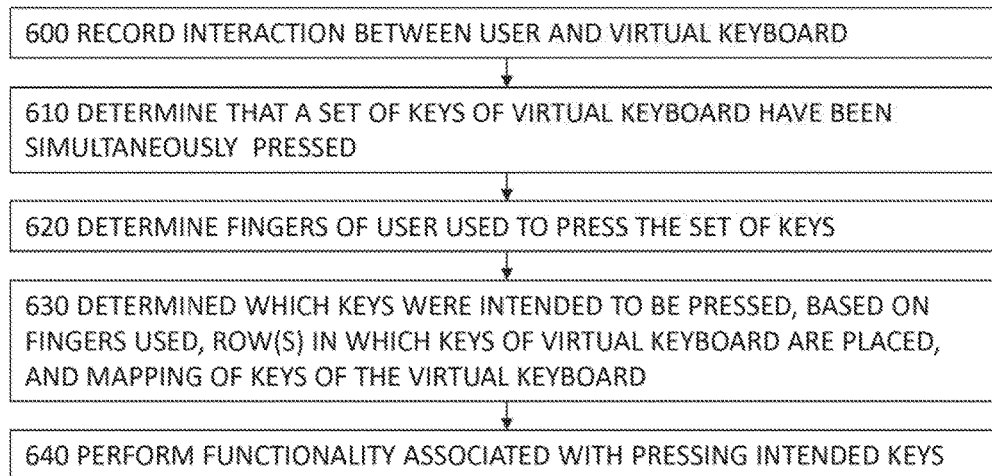 600 RECORD INTERACTION BETWEEN USER AND VIRTUAL KEYBOARD
610 DETERMINE THAT A SET OF KEYS OF VIRTUAL KEYBOARD HAVE BEEN
SIMULTANEOUSLY PRESSED
620 DETERMINE FINGERS OF USER USED TO PRESS THE SET OF KEYS
630 DETERMINED WHICH KEYS WERE INTENDED TO BE PRESSED, BASED ON
FINGERS USED, ROW(S) IN WHICH KEYS OF VIRTUAL KEYBOARD ARE PLACED,
AND MAPPING OF KEYS OF THE VIRTUAL KEYBOARD
640 PERFORM FUNCTIONALITY ASSOCIATED WITH PRESSING INTENDED KEYS